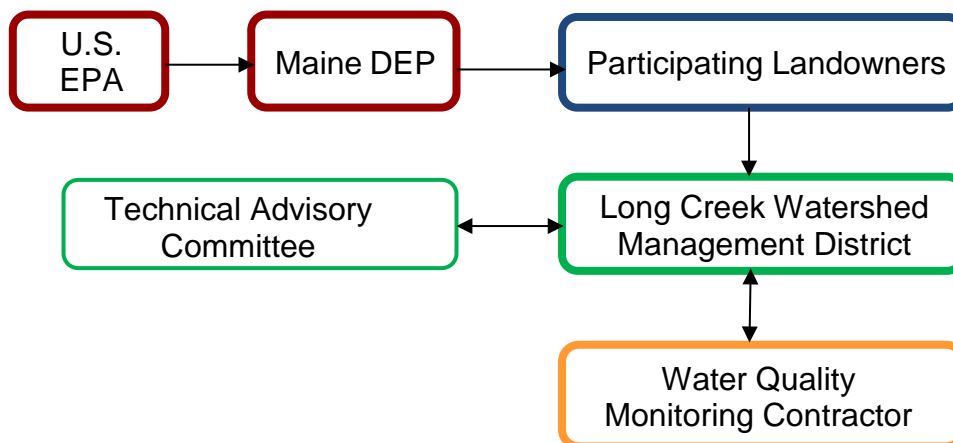 U.S.
EPA
Maine DEP
Participating Landowners
Technical Advisory
Committee
Long Creek Watershed
Management District
Water Quality
Monitoring Contractor